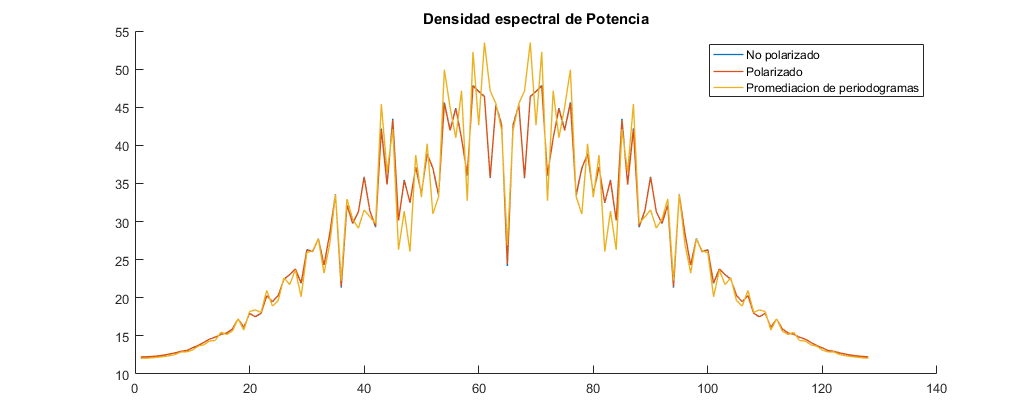 Densidad espectral de Potencia
No polarizado
Polarizado
Promediacion de periodogramas
55
50
45
40
35
30
25
20
15
10
0 20 40 60 80 100 120 140